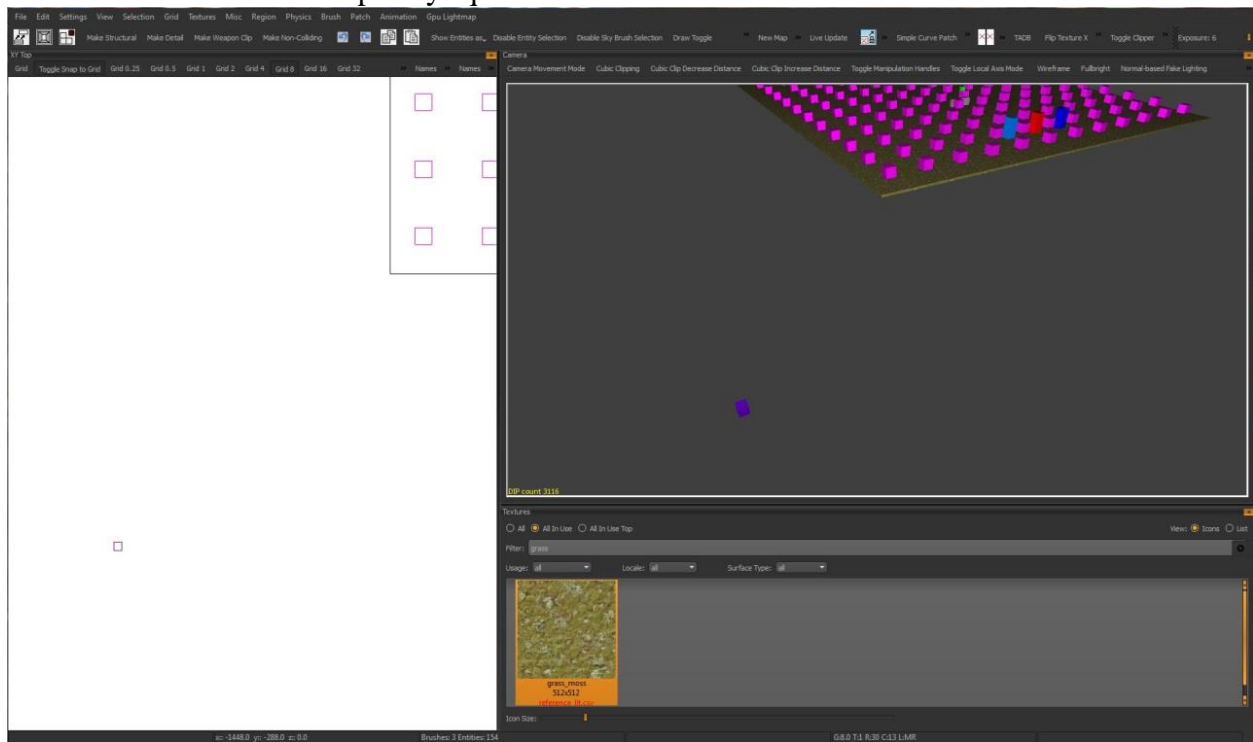 File Edit Settings View Selection Grid Textures Misc Region Physics Brush Patch Animation Gpu Lightmap
Make Structural Make Detail Make Weapon Clip Make Non-Colliding Show Entities as Disable Entity Selection Disable Sky Brush Selection Draw Toggle New Map Live Update Simple Curve Patch TADB Flip Texture X Toggle Clipper Exposure: 6
XY Top
Grid Toggle Snap to Grid Grid 0.25 Grid 0.5 Grid 1 Grid 2 Grid 4 Grid 8 Grid 16 Grid 32 Names Names
Camera
Camera Movement Mode Cubic Clipping Cubic Clip Decrease Distance Cubic Clip Increase Distance Toggle Manipulation Handles Toggle Local Axis Mode Wireframe Fullbright Normal-based Fake Lighting
DIP count 3116
Textures
All All In Use All In Use Top View: Icons List
Filter: grass
Usage: all Locale: all Surface Type: all
grass_moss
512x512
reference_lit.csv
Icon Size:
x: -1448.0 y: -288.0 z: 0.0 Brushes: 3 Entities: 154 G:8.0 T:1 R:30 C:13 L:MR